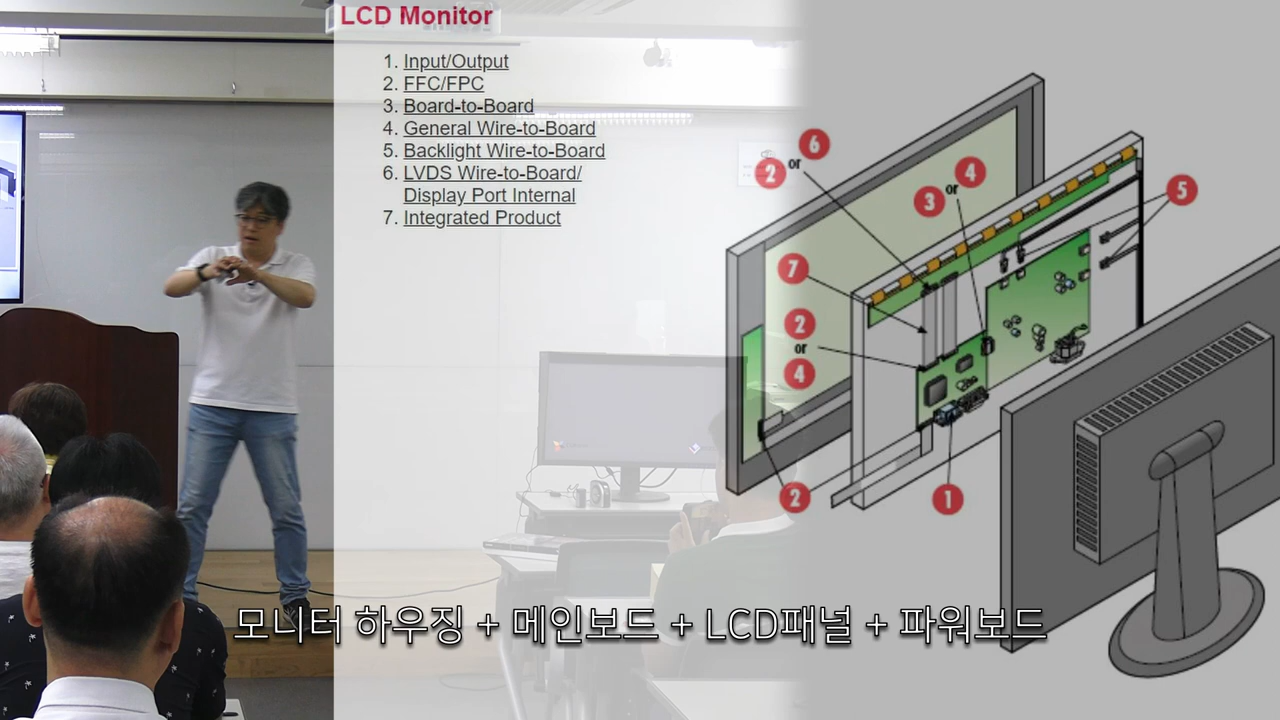 LCD Monitor
1. Input/Output
2. FFC/FPC
3. Board-to-Board
4. General Wire-to-Board
5. Backlight Wire-to-Board
6. LVDS Wire-to-Board/
Display Port Internal
7. Integrated Product
6
2 or
4
3 or
5
7
2
or
4
2
1
모니터 하우징 + 메인보드 + LCD패널 + 파워보드